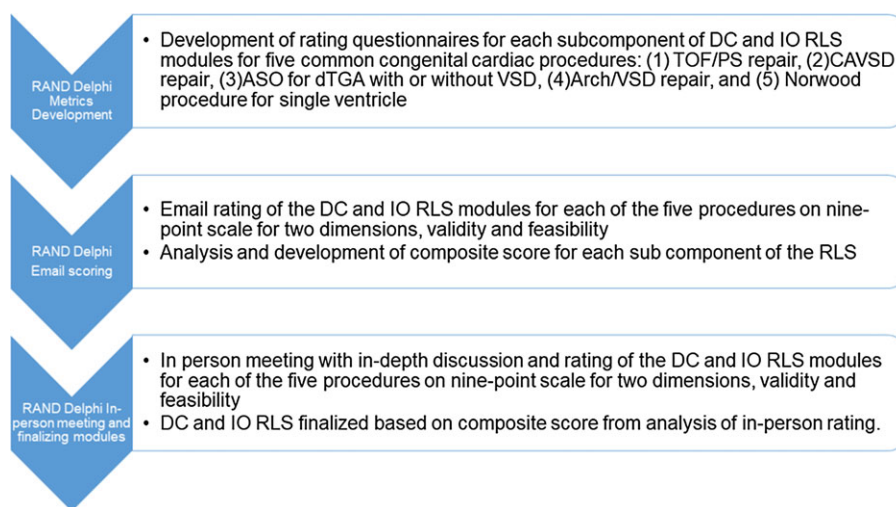 RAND Delphi
Metrics
Development
• Development of rating questionnaires for each subcomponent of DC and IO RLS
modules for five common congenital cardiac procedures: (1) TOF/PS repair, (2)CAVSD
repair, (3)ASO for dTGA with or without VSD, (4)Arch/VSD repair, and (5) Norwood
procedure for single ventricle
RAND Delphi
Email scoring
• Email rating of the DC and IO RLS modules for each of the five procedures on nine-
point scale for two dimensions, validity and feasibility
• Analysis and development of composite score for each sub component of the RLS
RAND Delphi In-
person meeting and
finalizing modules
• In person meeting with in-depth discussion and rating of the DC and IO RLS modules
for each of the five procedures on nine-point scale for two dimensions, validity and
feasibility
• DC and IO RLS finalized based on composite score from analysis of in-person rating.